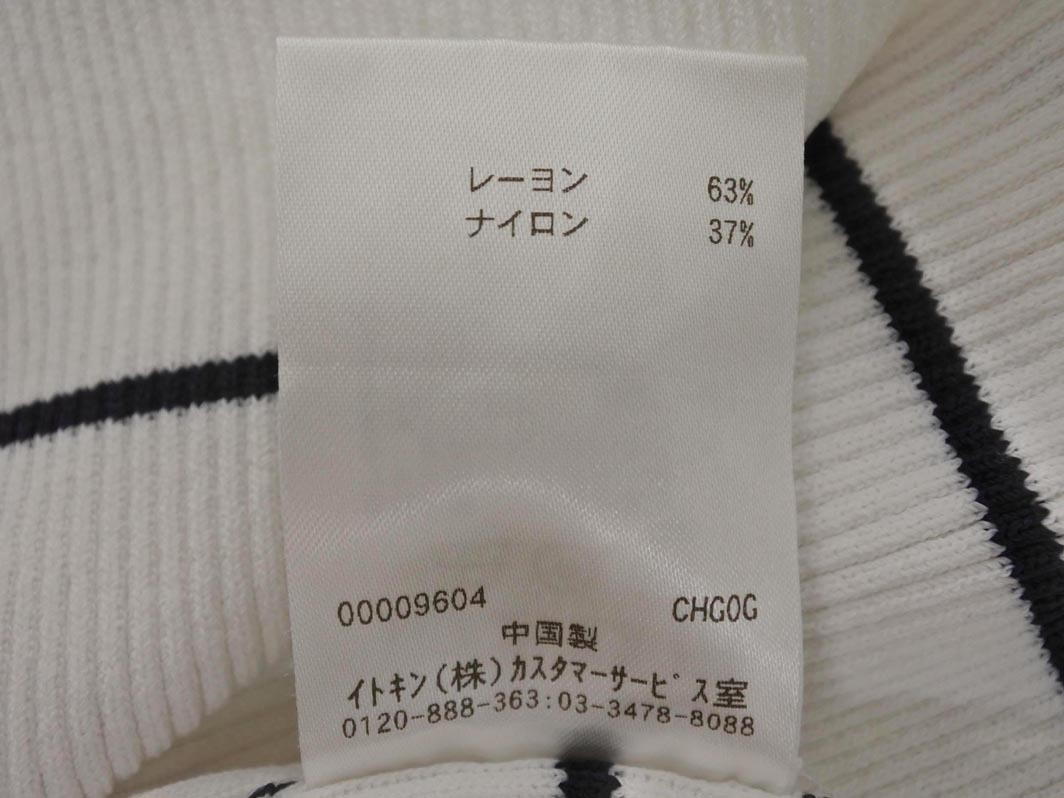 レーヨン 63%
ナイロン 37%
00009604 CHGOG
中国製
イトキン(株)カスタマーサービス室
0120-888-363:03-3478-8088